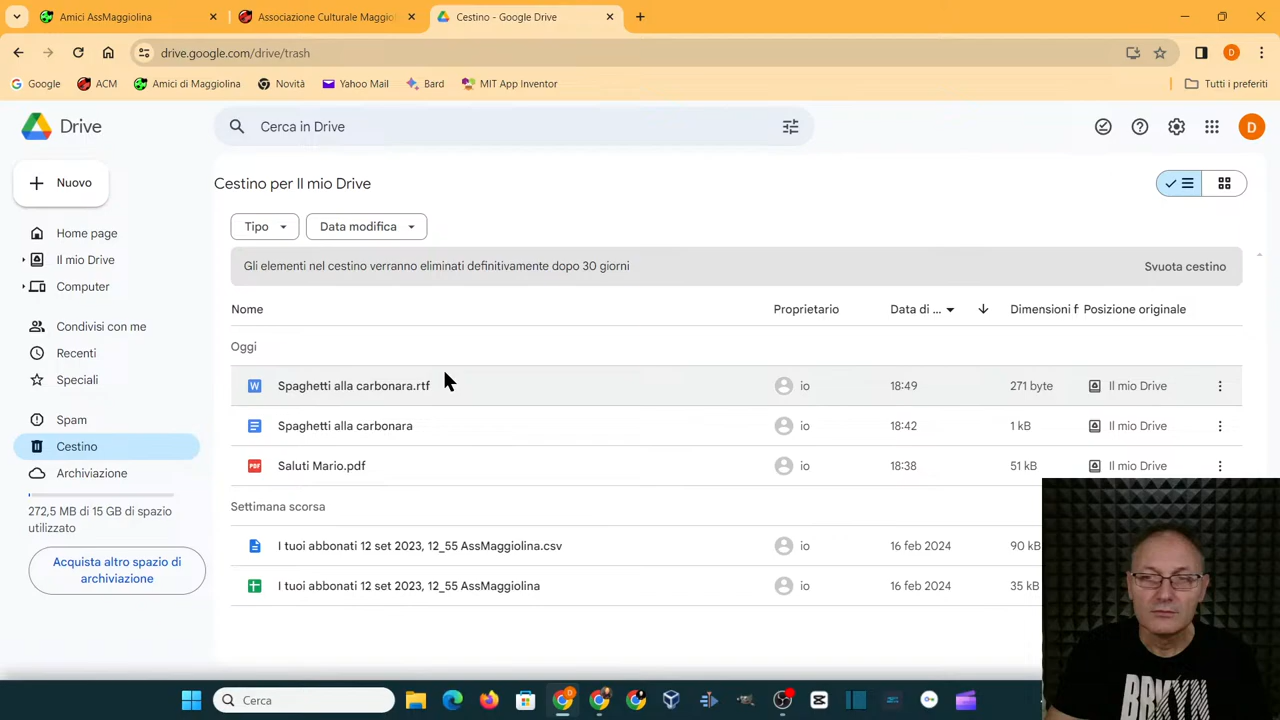 Amici AssMaggiolina
Associazione Culturale Maggio
Cestino - Google Drive
drive.google.com/drive/trash
D
Google
ACM
Amici di Maggiolina
Novità
Yahoo Mail
Bard
MIT App Inventor
Tutti i preferiti
Drive
Cerca in Drive
D
Nuovo
Cestino per Il mio Drive
Tipo
Data modifica
Home page
Il mio Drive
Computer
Gli elementi nel cestino verranno eliminati definitivamente dopo 30 giorni
Svuota cestino
Nome
Proprietario
Data di ...
Dimensioni f
Posizione originale
Condivisi con me
Recenti
Speciali
Spam
Cestino
Archiviazione
272,5 MB di 15 GB di spazio
utilizzato
Acquista altro spazio di
archiviazione
Oggi
W Spaghetti alla carbonara.rtf io 18:49 271 byte Il mio Drive
Spaghetti alla carbonara io 18:42 1 kB Il mio Drive
PDF Saluti Mario.pdf io 18:38 51 kB Il mio Drive
Settimana scorsa
I tuoi abbonati 12 set 2023, 12_55 AssMaggiolina.csv io 16 feb 2024 90 kB
I tuoi abbonati 12 set 2023, 12_55 AssMaggiolina io 16 feb 2024 35 kB
Cerca